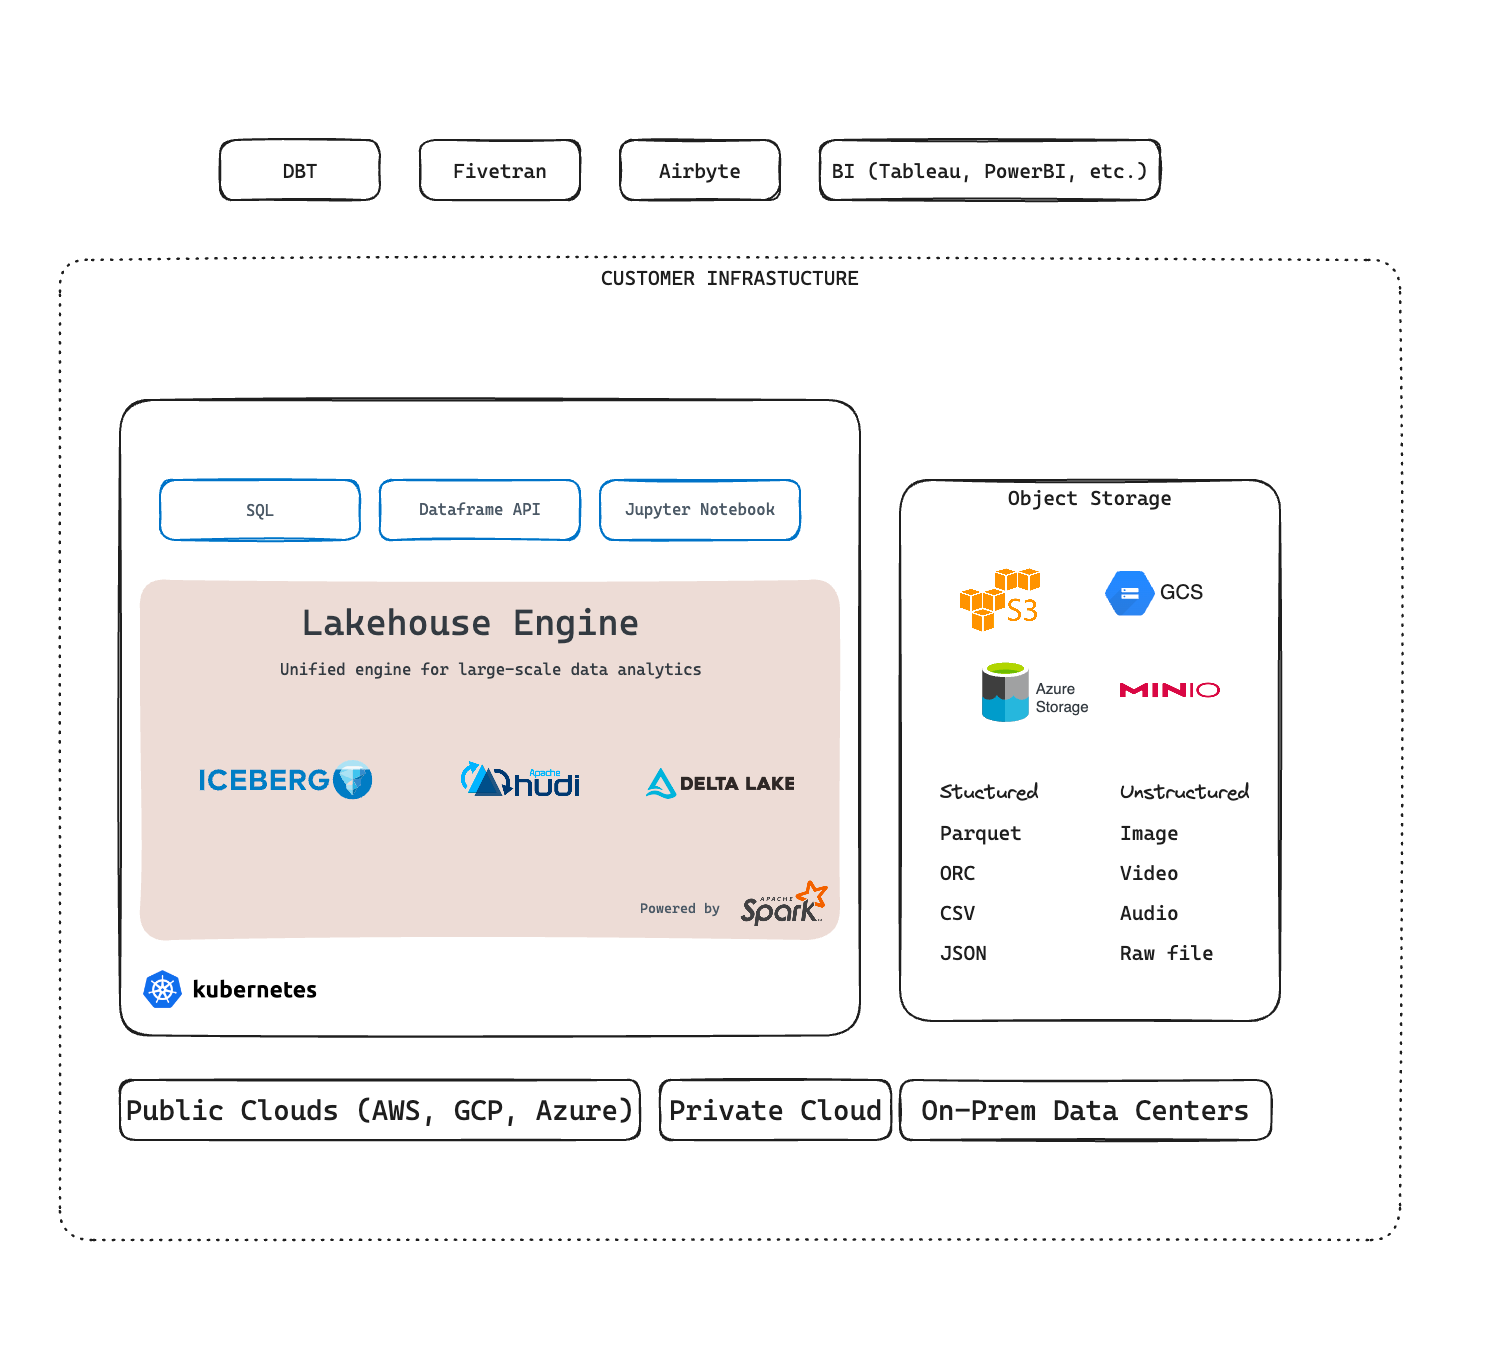 DBT
Fivetran
Airbyte
BI (Tableau, PowerBI, etc.)
CUSTOMER INFRASTUCTURE
SQL
Dataframe API
Jupyter Notebook
Lakehouse Engine
Unified engine for large-scale data analytics
ICEBERG
Apache
hudi
DELTA LAKE
Powered by
APACHE
Spark
kubernetes
Object Storage
S3
GCS
Azure
Storage
MINIO
Stuctured
Unstructured
Parquet
Image
ORC
Video
CSV
Audio
JSON
Raw file
Public Clouds (AWS, GCP, Azure)
Private Cloud
On-Prem Data Centers